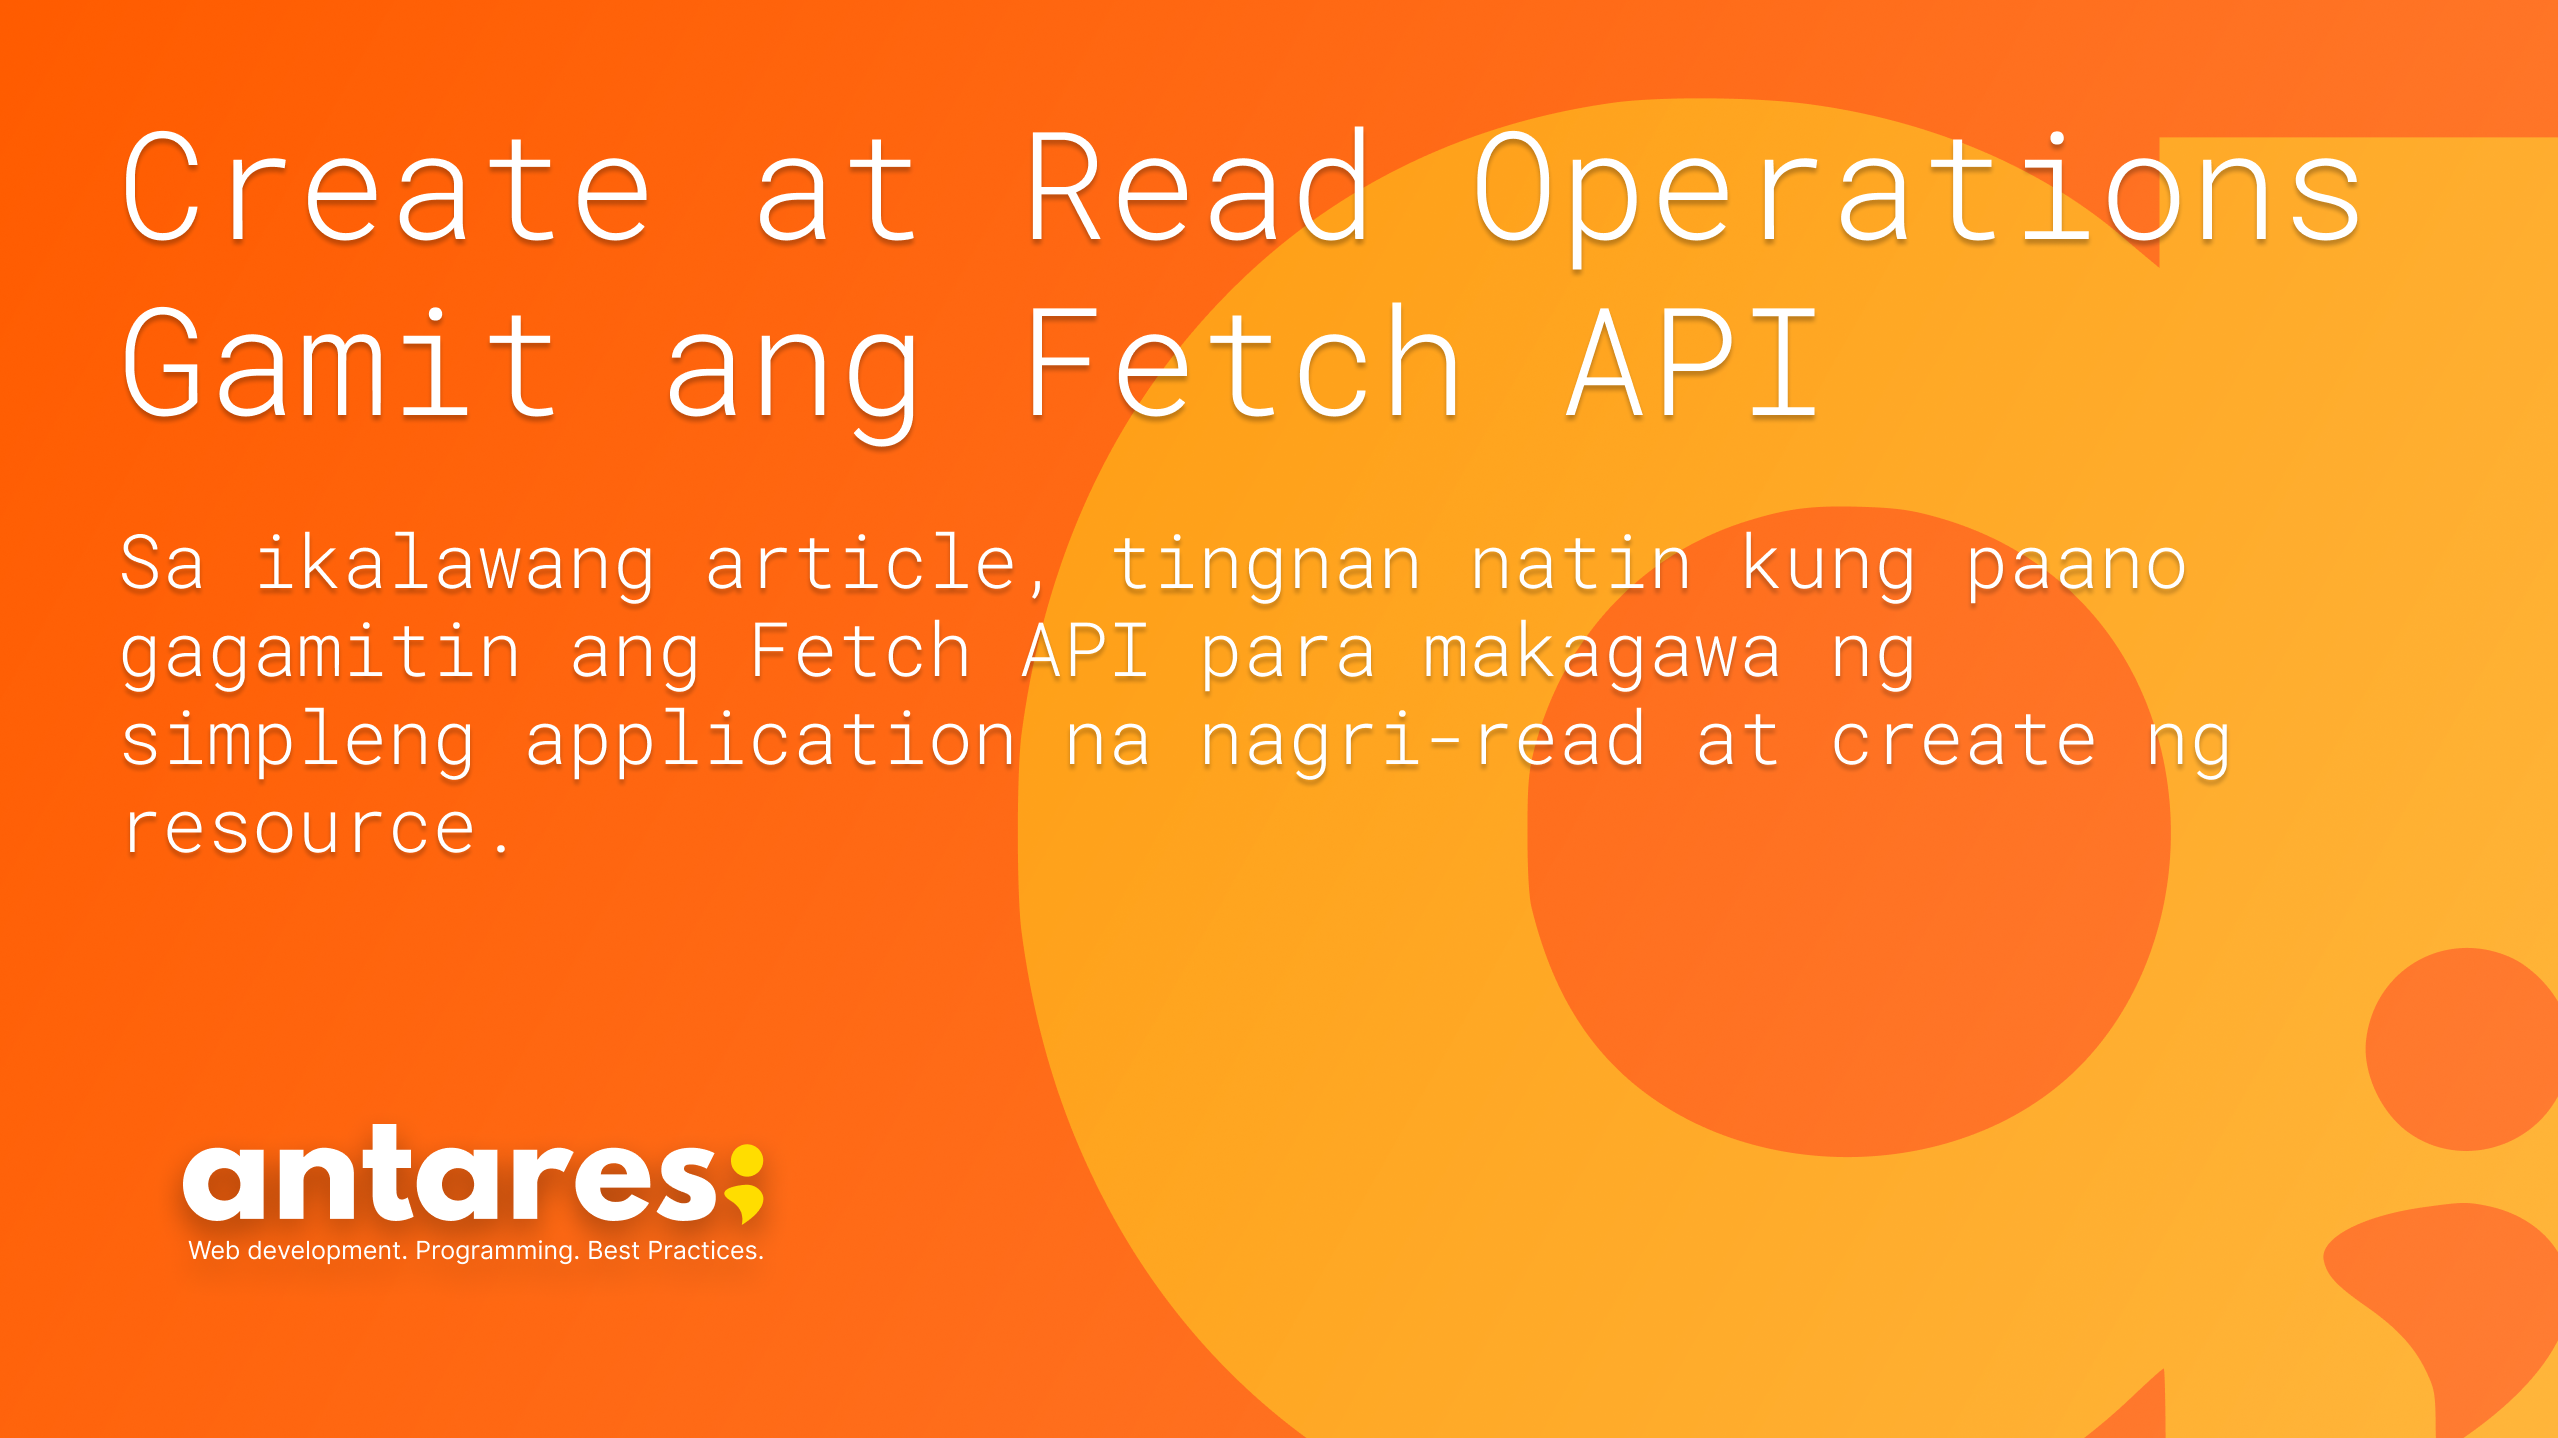 Create at Read Operations
Gamit ang Fetch API
Sa ikalawang article, tingnan natin kung paano
gagamitin ang Fetch API para makagawa ng
simpleng application na nagri-read at create ng
resource.
antares;
Web development. Programming. Best Practices.